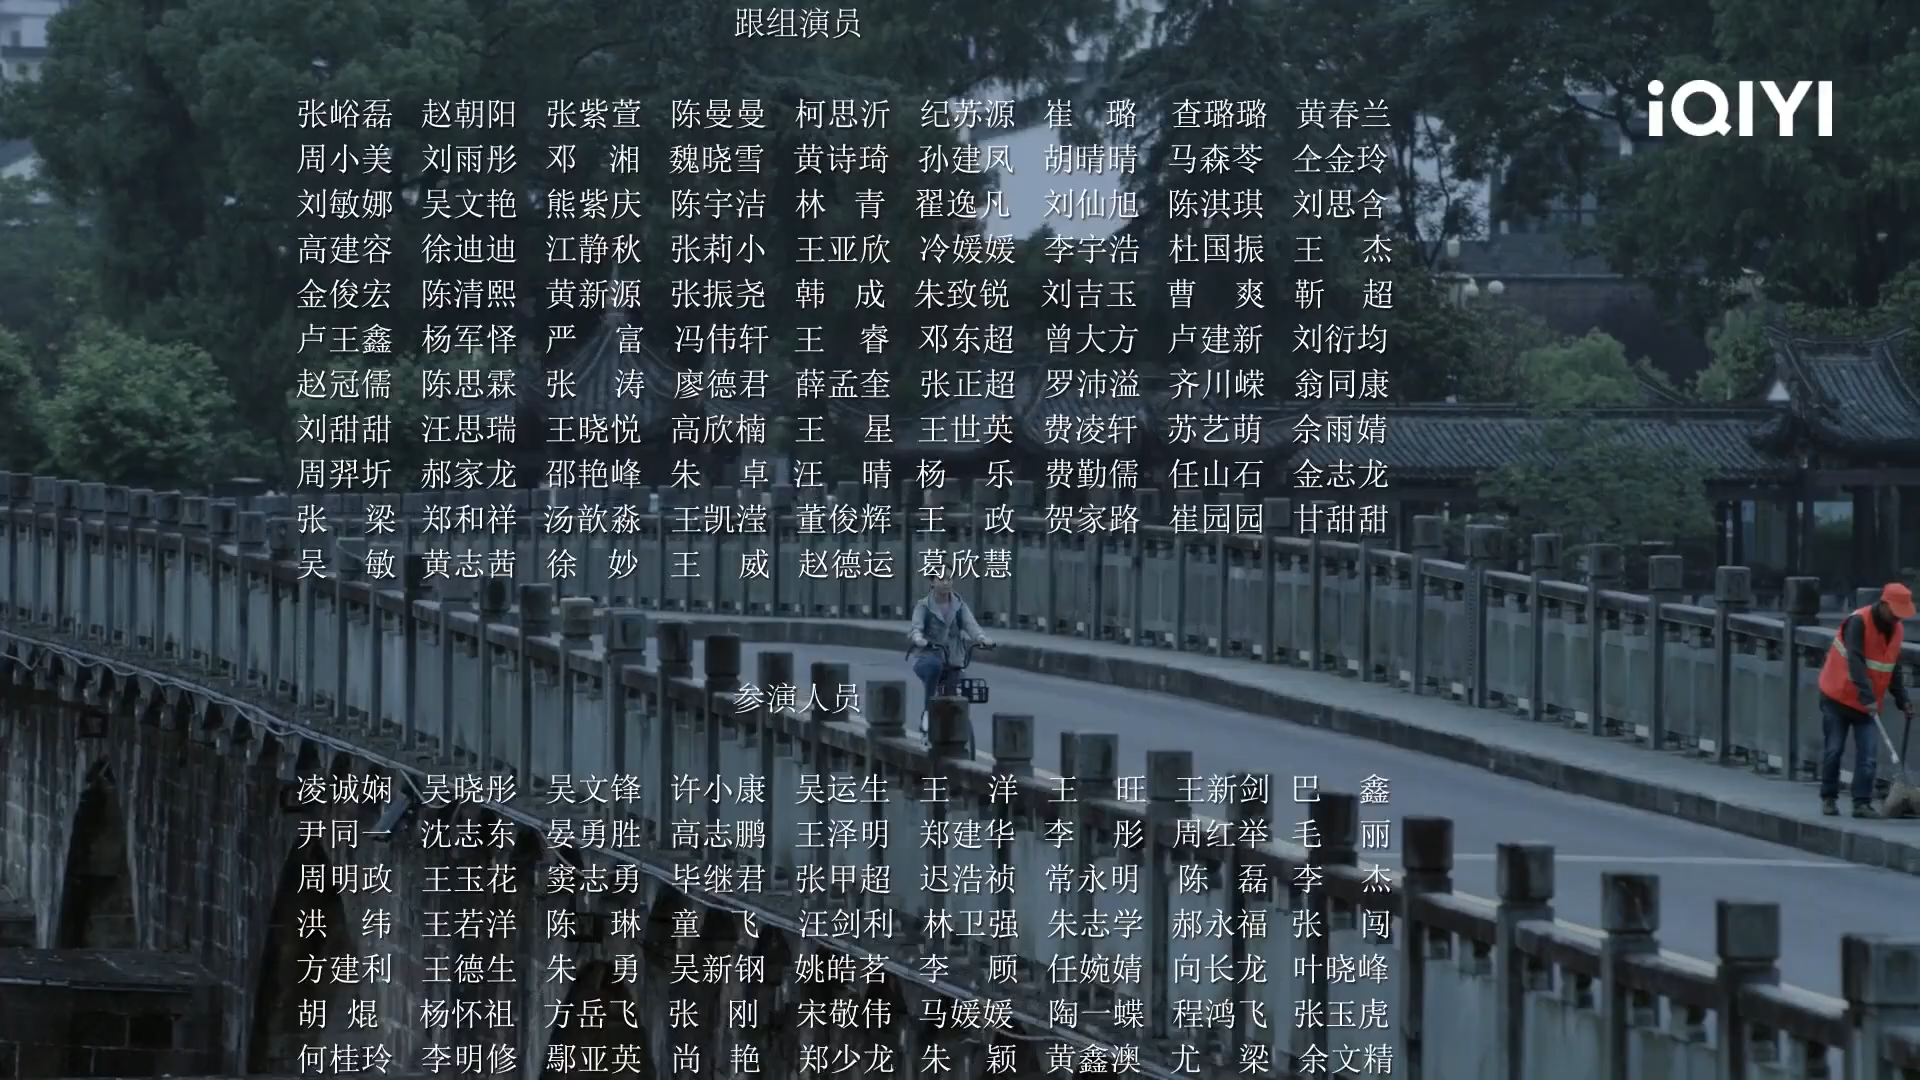 跟组演员
iQIYI
张峪磊 赵朝阳 张紫萱 陈曼曼 柯思沂 纪苏源 崔 璐 查璐璐 黄春兰
周小美 刘雨彤 邓 湘 魏晓雪 黄诗琦 孙建凤 胡晴晴 马森苓 仝金玲
刘敏娜 吴文艳 熊紫庆 陈宇洁 林 青 翟逸凡 刘仙旭 陈淇琪 刘思含
高建容 徐迪迪 江静秋 张莉小 王亚欣 冷媛媛 李宇浩 杜国振 王 杰
金俊宏 陈清熙 黄新源 张振尧 韩 成 朱致锐 刘吉玉 曹 爽 靳 超
卢王鑫 杨军怿 严 富 冯伟轩 王 睿 邓东超 曾大方 卢建新 刘衍均
赵冠儒 陈思霖 张 涛 廖德君 薛孟奎 张正超 罗沛溢 齐川嵘 翁同康
刘甜甜 汪思瑞 王晓悦 高欣楠 王 星 王世英 费凌轩 苏艺萌 佘雨婧
周羿圻 郝家龙 邵艳峰 朱 卓 汪 晴 杨 乐 费勤儒 任山石 金志龙
张 梁 郑和祥 汤歆淼 王凯滢 董俊辉 王 政 贺家路 崔园园 甘甜甜
吴 敏 黄志茜 徐 妙 王 威 赵德运 葛欣慧
参演人员
凌诚娴 吴晓彤 吴文锋 许小康 吴运生 王 洋 王 旺 王新剑 巴 鑫
尹同一 沈志东 晏勇胜 高志鹏 王泽明 郑建华 李 彤 周红举 毛 丽
周明政 王玉花 窦志勇 毕继君 张甲超 迟浩祯 常永明 陈 磊 李 杰
洪 纬 王若洋 陈 琳 童 飞 汪剑利 林卫强 朱志学 郝永福 张 闯
方建利 王德生 朱 勇 吴新钢 姚皓茗 李 顾 任婉婧 向长龙 叶晓峰
胡 焜 杨怀祖 方岳飞 张 刚 宋敬伟 马媛媛 陶一蝶 程鸿飞 张玉虎
何桂玲 李明修 鄢亚英 尚 艳 郑少龙 朱 颖 黄鑫澳 尤 梁 余文精